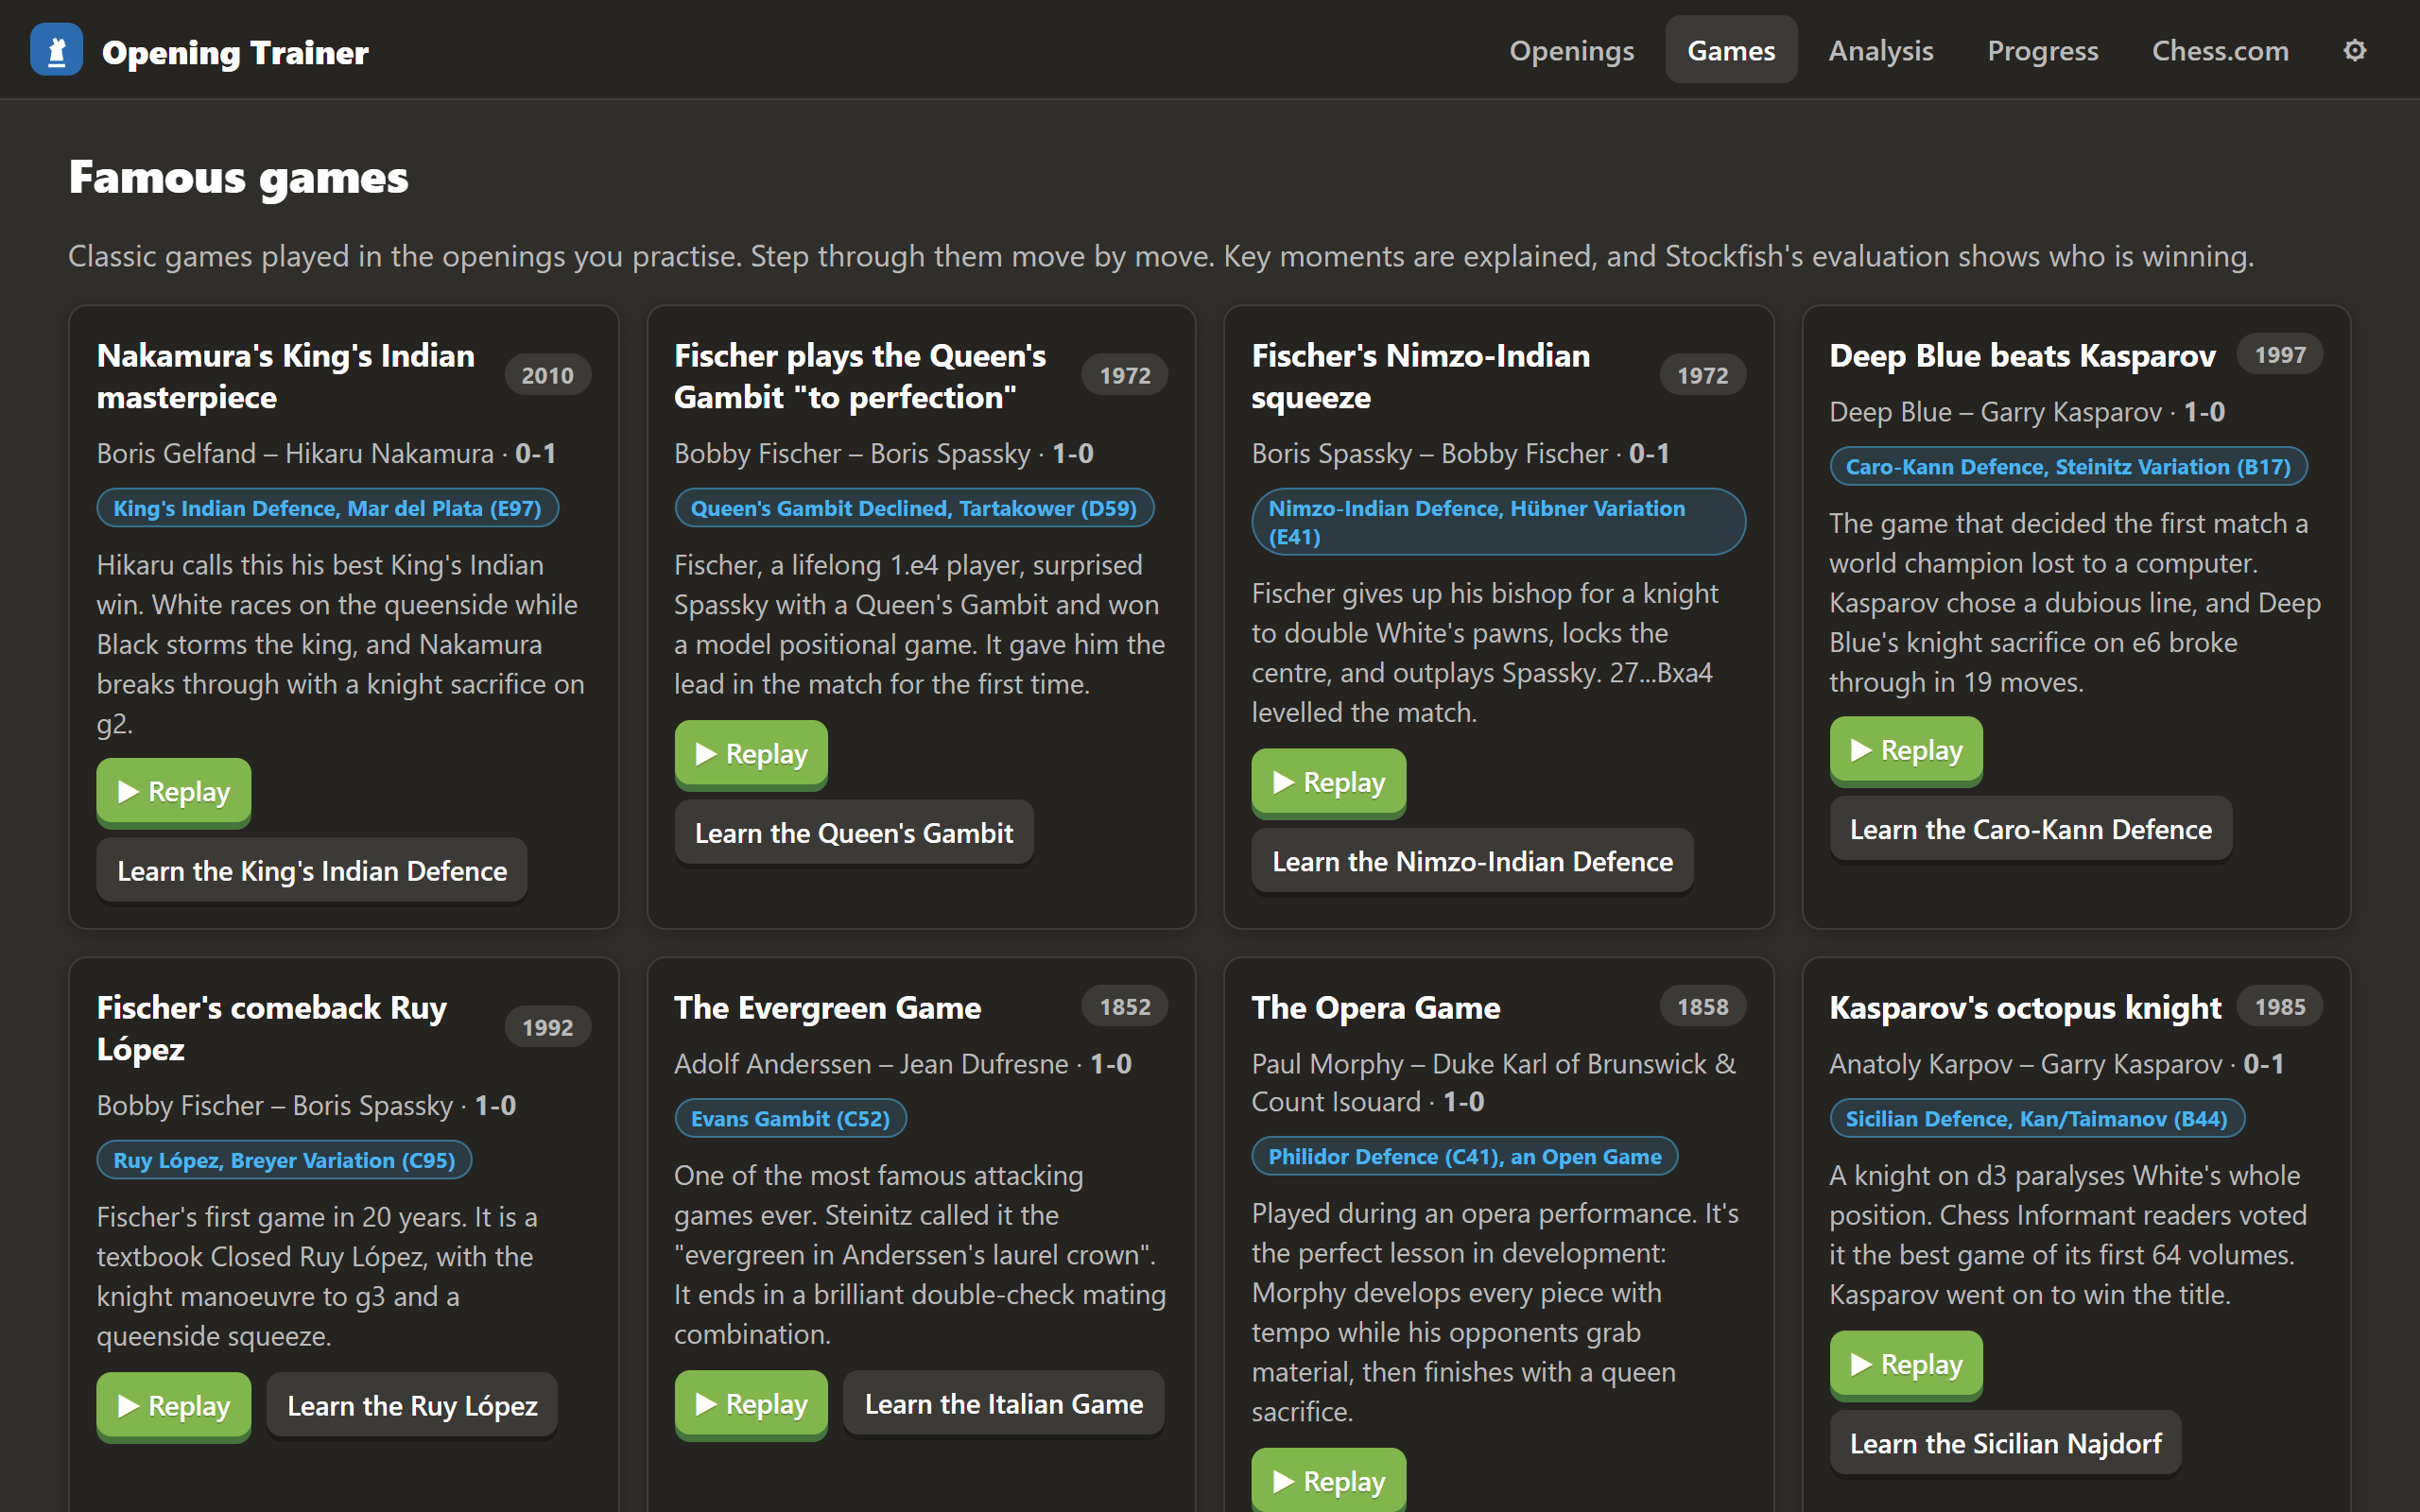 Opening Trainer
Openings
Games
Analysis
Progress
Chess.com
Famous games
Classic games played in the openings you practise. Step through them move by move. Key moments are explained, and Stockfish's evaluation shows who is winning.
Nakamura's King's Indian
masterpiece
2010
Boris Gelfand – Hikaru Nakamura · 0-1
King's Indian Defence, Mar del Plata (E97)
Hikaru calls this his best King's Indian
win. White races on the queenside while
Black storms the king, and Nakamura
breaks through with a knight sacrifice on
g2.
▶ Replay
Learn the King's Indian Defence
Fischer plays the Queen's
Gambit "to perfection"
1972
Bobby Fischer – Boris Spassky · 1-0
Queen's Gambit Declined, Tartakower (D59)
Fischer, a lifelong 1.e4 player, surprised
Spassky with a Queen's Gambit and won
a model positional game. It gave him the
lead in the match for the first time.
▶ Replay
Learn the Queen's Gambit
Fischer's Nimzo-Indian
squeeze
1972
Boris Spassky – Bobby Fischer · 0-1
Nimzo-Indian Defence, Hübner Variation
(E41)
Fischer gives up his bishop for a knight
to double White's pawns, locks the
centre, and outplays Spassky. 27...Bxa4
levelled the match.
▶ Replay
Learn the Nimzo-Indian Defence
Deep Blue beats Kasparov
1997
Deep Blue – Garry Kasparov · 1-0
Caro-Kann Defence, Steinitz Variation (B17)
The game that decided the first match a
world champion lost to a computer.
Kasparov chose a dubious line, and Deep
Blue's knight sacrifice on e6 broke
through in 19 moves.
▶ Replay
Learn the Caro-Kann Defence
Fischer's comeback Ruy
López
1992
Bobby Fischer – Boris Spassky · 1-0
Ruy López, Breyer Variation (C95)
Fischer's first game in 20 years. It is a
textbook Closed Ruy López, with the
knight manoeuvre to g3 and a
queenside squeeze.
▶ Replay
Learn the Ruy López
The Evergreen Game
1852
Adolf Anderssen – Jean Dufresne · 1-0
Evans Gambit (C52)
One of the most famous attacking
games ever. Steinitz called it the
"evergreen in Anderssen's laurel crown".
It ends in a brilliant double-check mating
combination.
▶ Replay
Learn the Italian Game
The Opera Game
1858
Paul Morphy – Duke Karl of Brunswick &
Count Isouard · 1-0
Philidor Defence (C41), an Open Game
Played during an opera performance. It's
the perfect lesson in development:
Morphy develops every piece with
tempo while his opponents grab
material, then finishes with a queen
sacrifice.
▶ Replay
Kasparov's octopus knight
1985
Anatoly Karpov – Garry Kasparov · 0-1
Sicilian Defence, Kan/Taimanov (B44)
A knight on d3 paralyses White's whole
position. Chess Informant readers voted
it the best game of its first 64 volumes.
Kasparov went on to win the title.
▶ Replay
Learn the Sicilian Najdorf